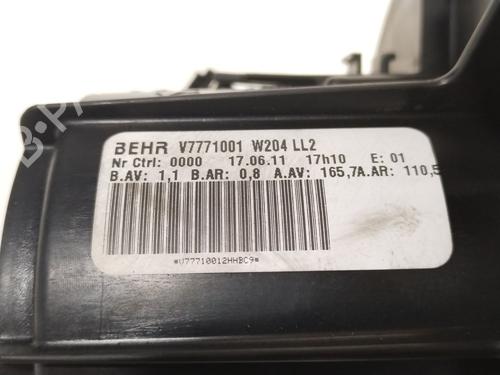 BEHR V7771001 W204 LL2
Nr Ctrl: 0000 17.06.11 17h10 E: 01
B.AV: 1,1 B.AR: 0,8 A.AV: 165,7A.AR: 110,5
*V77710012HHBC9*